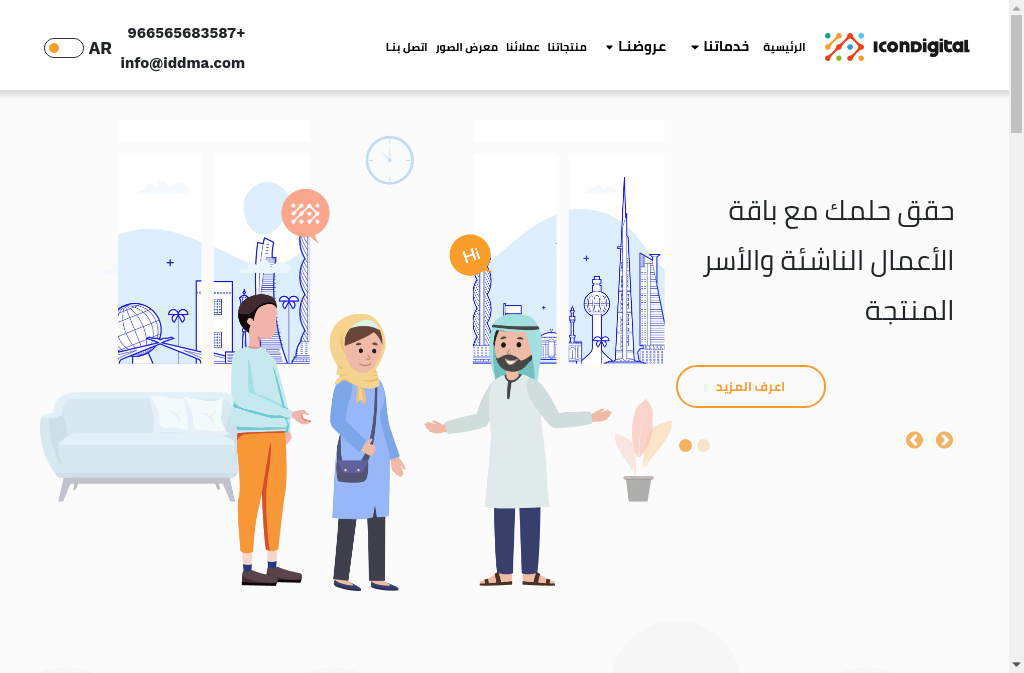 ICONDIGITAL
الرئيسية
خدماتنا
عروضنا
منتجاتنا
عملائنا
معرض الصور
اتصل بنا
966565683587+
info@iddma.com
AR
Hi
حقق حلمك مع باقة
الأعمال الناشئة والأسر
المنتجة
اعرف المزيد